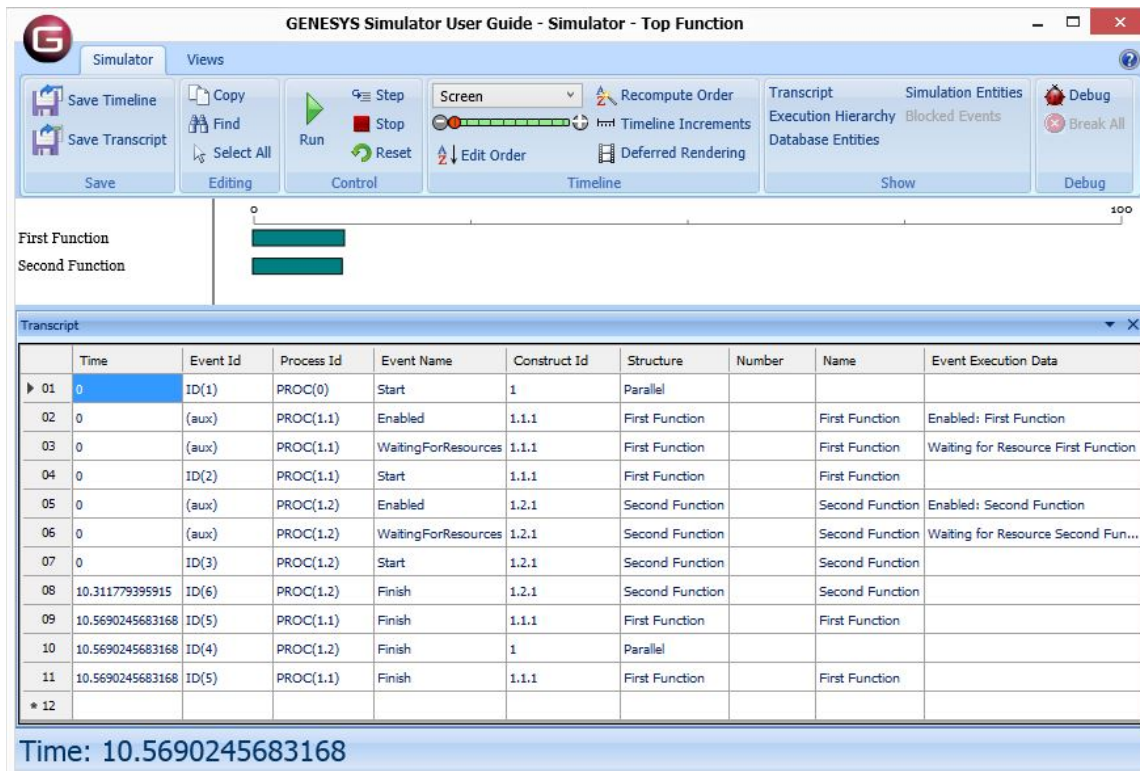 GENESYS Simulator User Guide - Simulator - Top Function
G
Simulator Views
Save Timeline
Save Transcript
Save
Copy
Find
Select All
Editing
Run
Step
Stop
Reset
Control
Screen
Edit Order
Recompute Order
Timeline Increments
Deferred Rendering
Timeline
Transcript Simulation Entities
Execution Hierarchy Blocked Events
Database Entities
Show
Debug
Break All
Debug
0 100
First Function
Second Function
Transcript
Time Event Id Process Id Event Name Construct Id Structure Number Name Event Execution Data
01 0 ID(1) PROC(0) Start 1 Parallel
02 0 (aux) PROC(1.1) Enabled 1.1.1 First Function First Function Enabled: First Function
03 0 (aux) PROC(1.1) WaitingForResources 1.1.1 First Function First Function Waiting for Resource First Function
04 0 ID(2) PROC(1.1) Start 1.1.1 First Function First Function
05 0 (aux) PROC(1.2) Enabled 1.2.1 Second Function Second Function Enabled: Second Function
06 0 (aux) PROC(1.2) WaitingForResources 1.2.1 Second Function Second Function Waiting for Resource Second Fun...
07 0 ID(3) PROC(1.2) Start 1.2.1 Second Function Second Function
08 10.311779395915 ID(6) PROC(1.2) Finish 1.2.1 Second Function Second Function
09 10.5690245683168 ID(5) PROC(1.1) Finish 1.1.1 First Function First Function
10 10.5690245683168 ID(4) PROC(1.2) Finish 1 Parallel
11 10.5690245683168 ID(5) PROC(1.1) Finish 1.1.1 First Function First Function
* 12
Time: 10.5690245683168